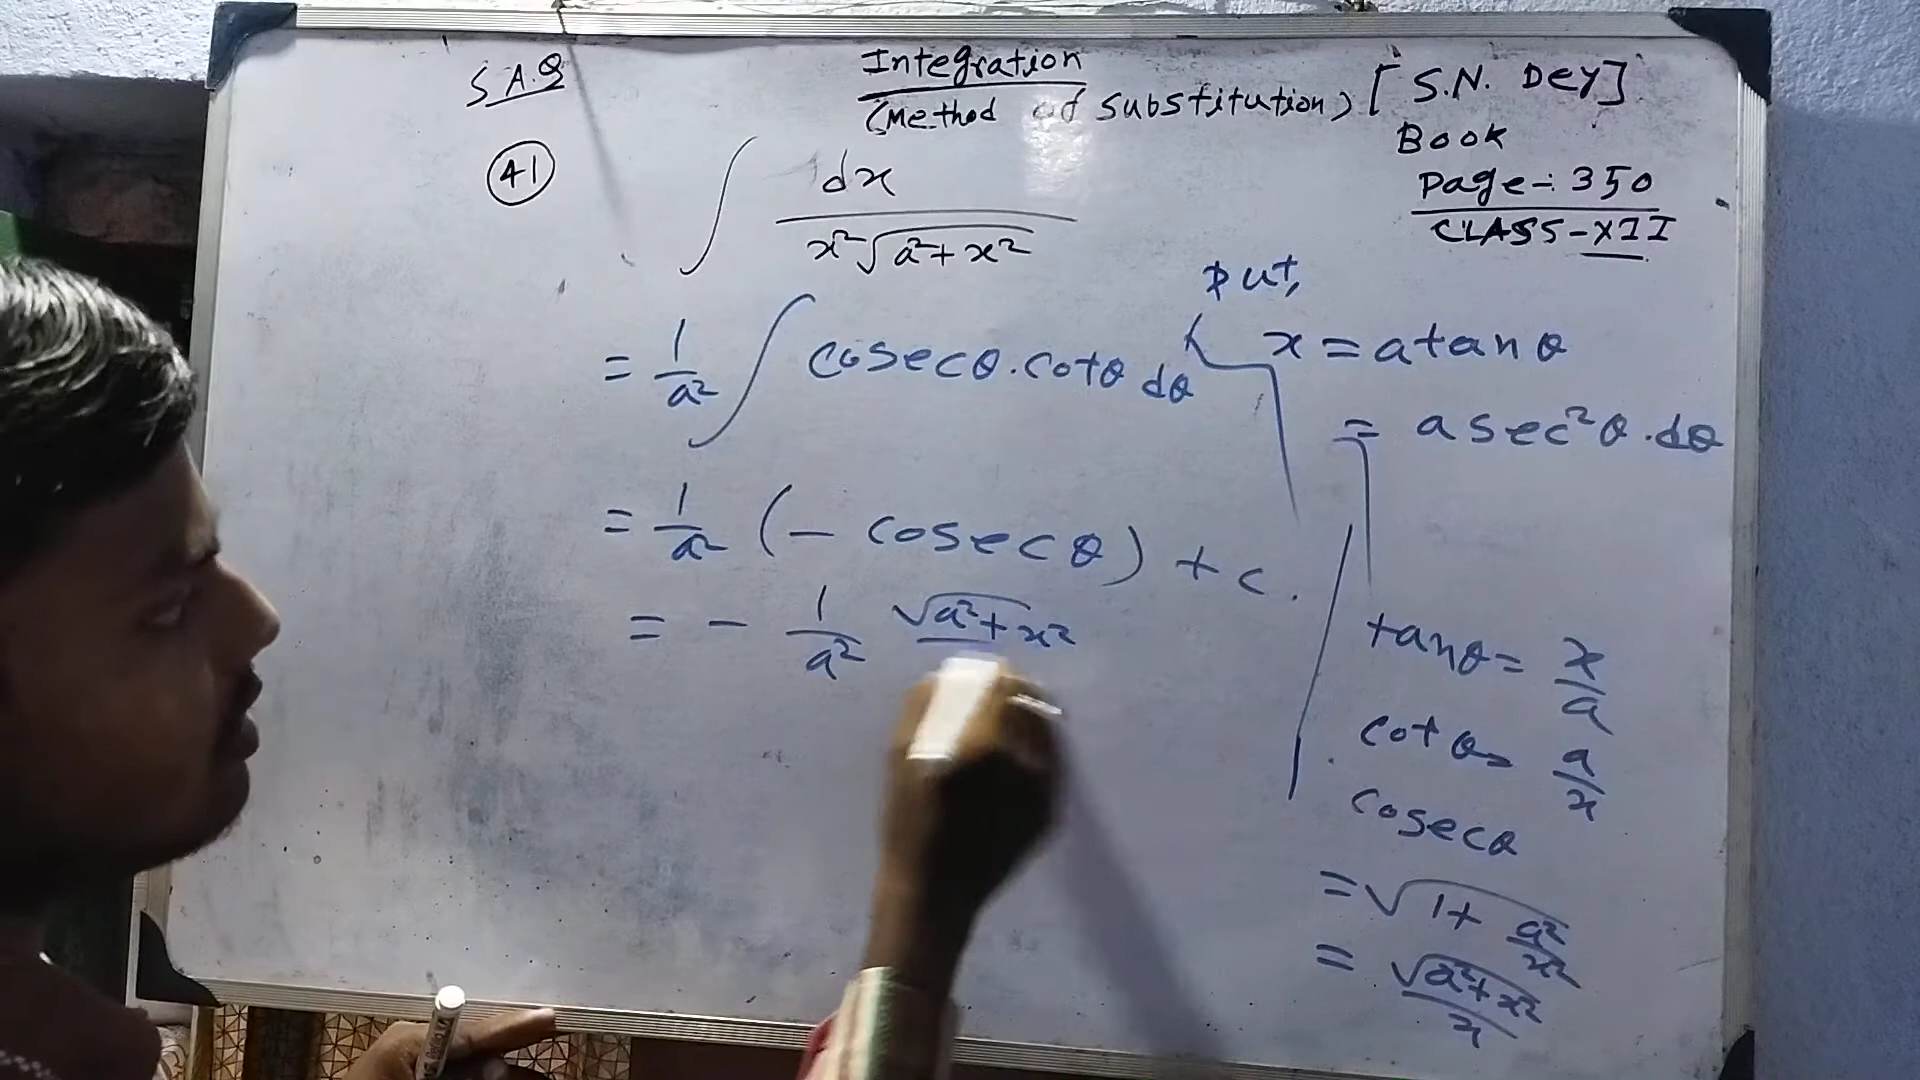 S.A.Q
Integration
(Method of Substitution) [S.N. Dey]
Book
Page-: 350
CLASS-XII
41
∫ dx / x²√a²+x²
put,
x = a tan θ
= 1/a² ∫ cosecθ.cotθ dθ
= a sec²θ.dθ
= 1/a² (- cosecθ) + c.
= - 1/a² √a²+x²
tanθ = x/a
cotθ = a/x
cosecθ
= √1 + a²/x²
= √a²+x² / x